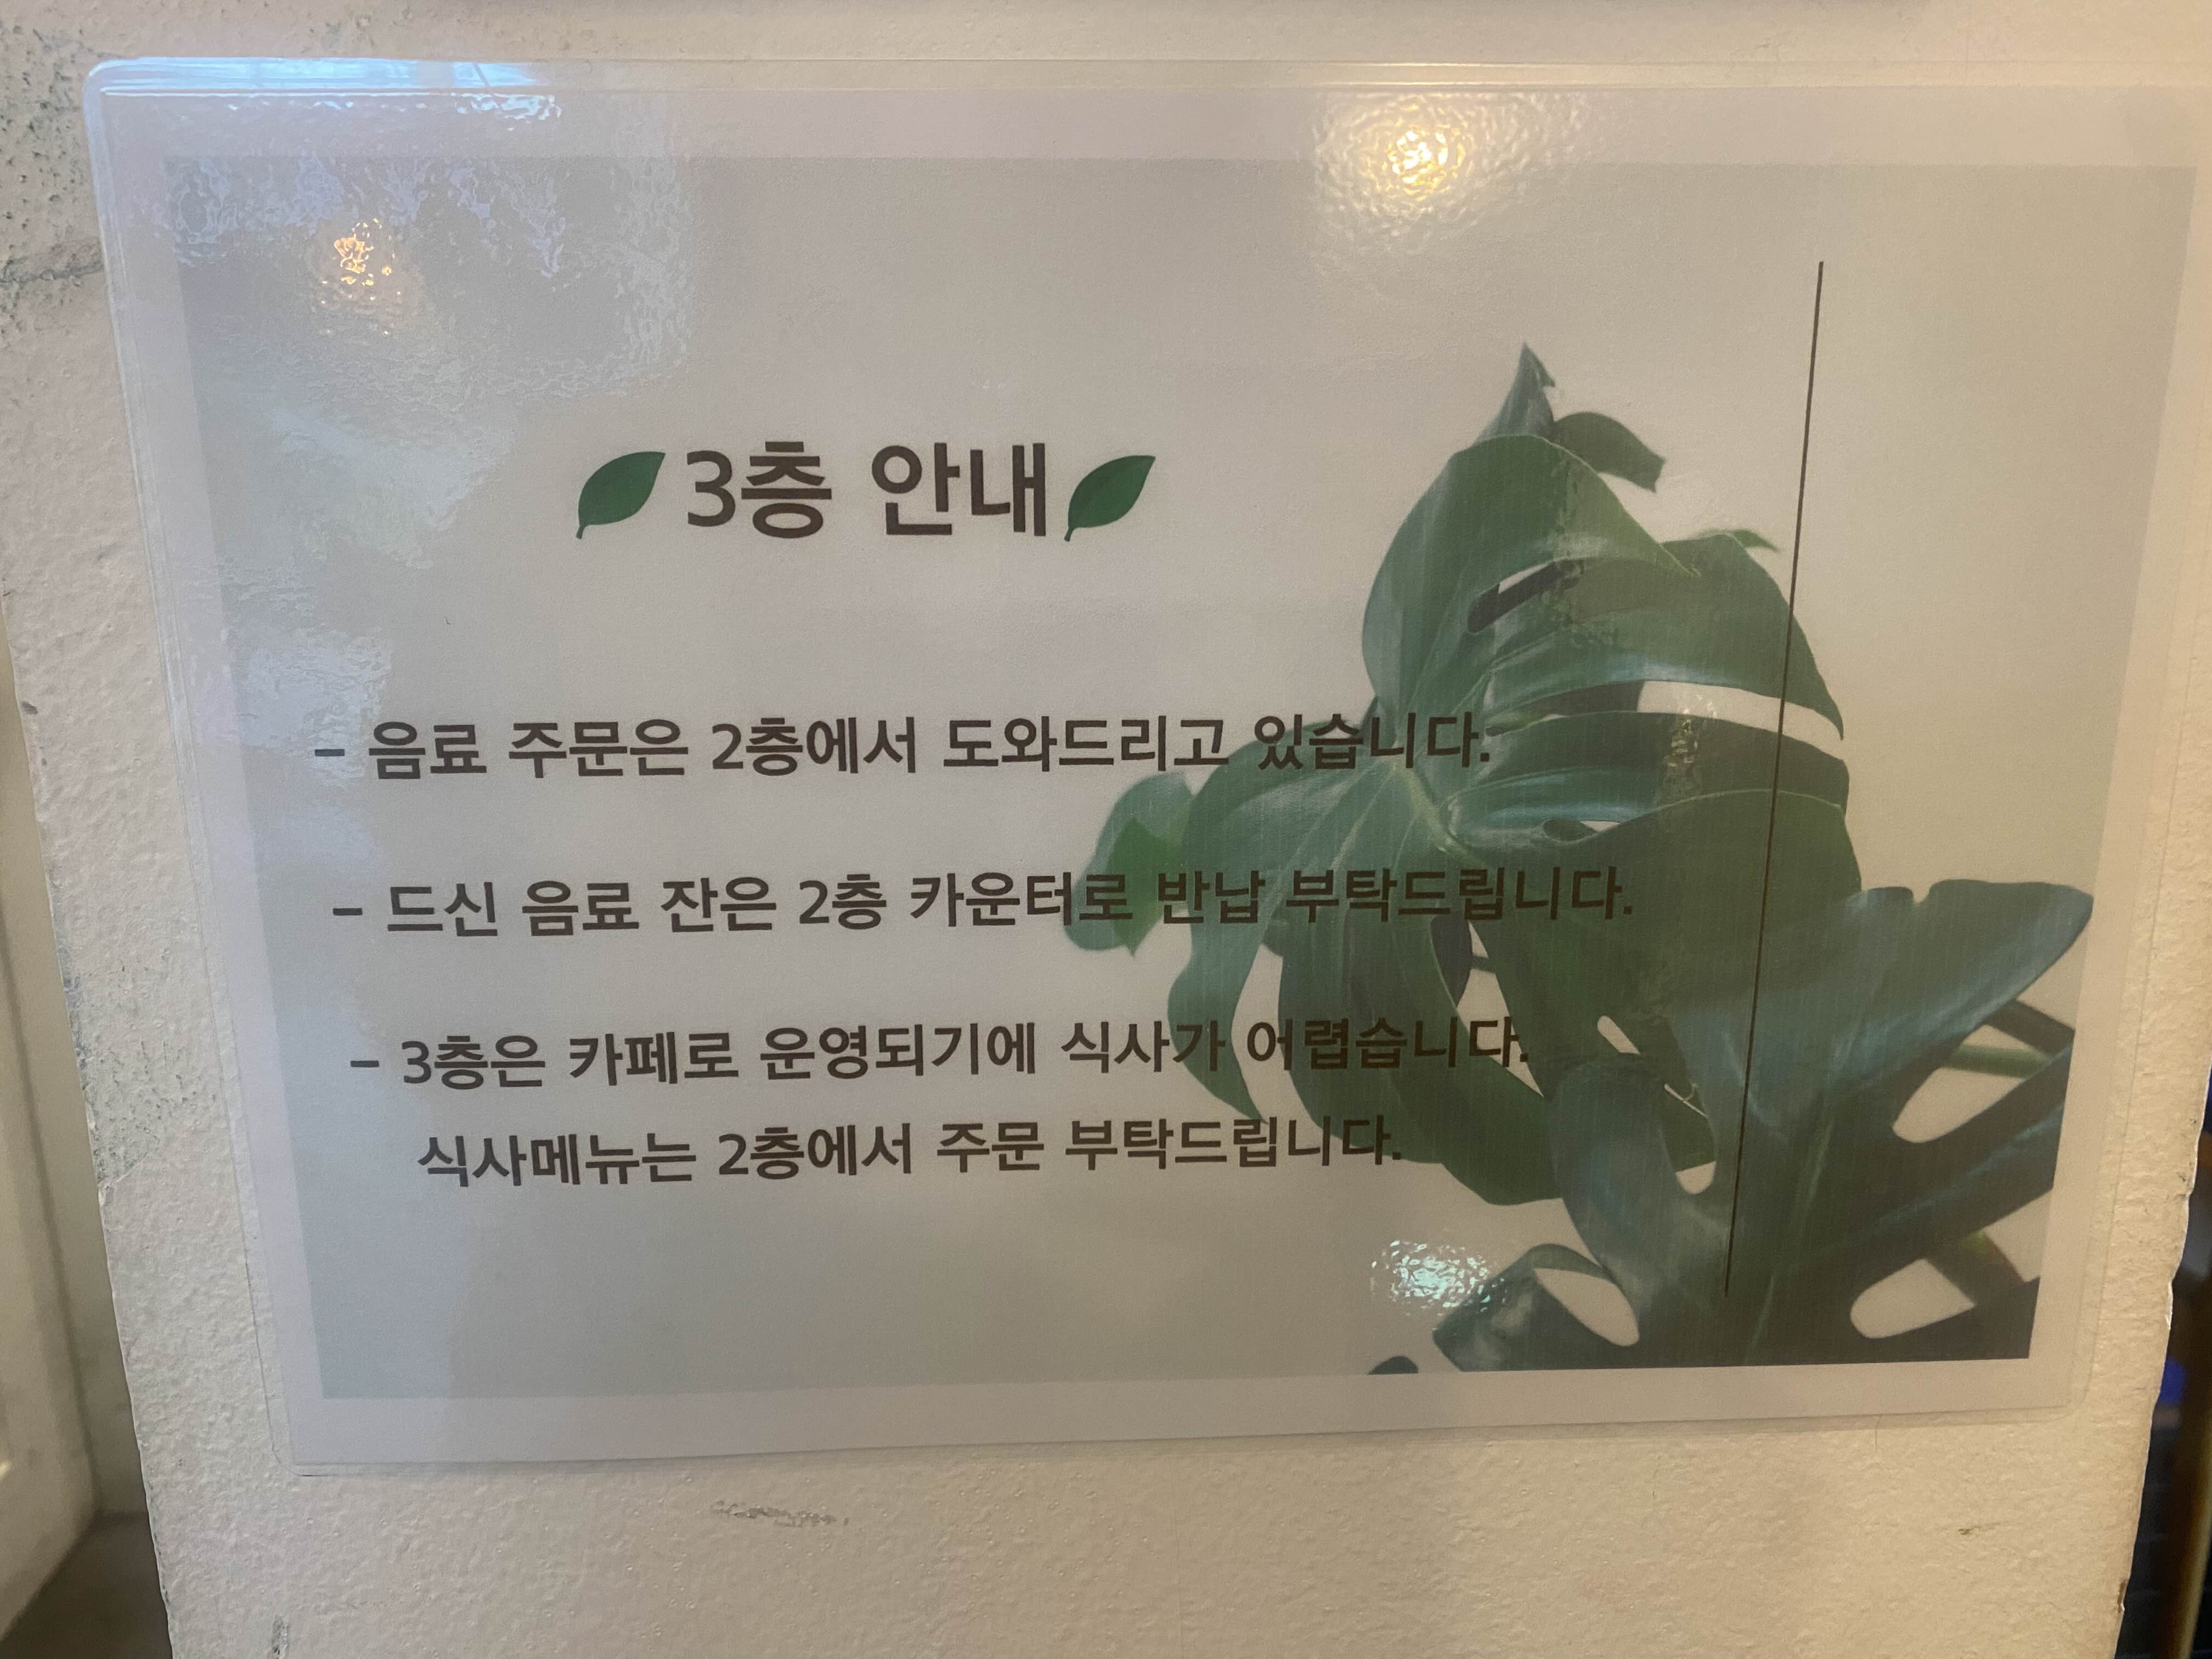 3층 안내
- 음료 주문은 2층에서 도와드리고 있습니다.
- 드신 음료 잔은 2층 카운터로 반납 부탁드립니다.
- 3층은 카페로 운영되기에 식사가 어렵습니다.
식사메뉴는 2층에서 주문 부탁드립니다.